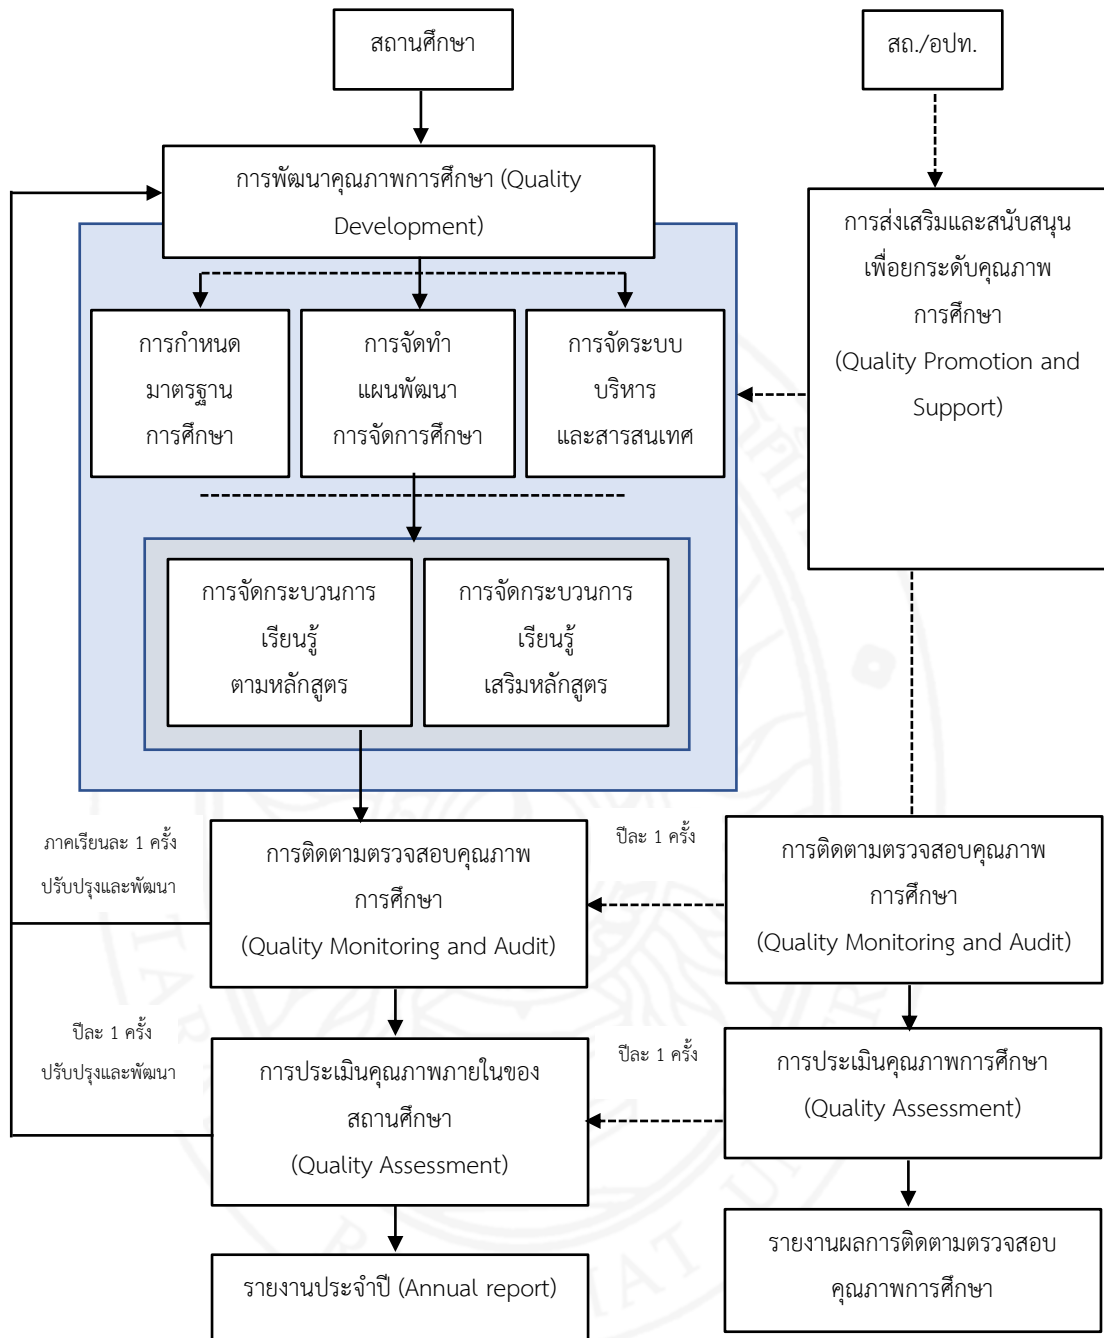 สถานศึกษา
สถ./อปท.
การพัฒนาคุณภาพการศึกษา (Quality
Development)
การส่งเสริมและสนับสนุน
เพื่อยกระดับคุณภาพ
การศึกษา
(Quality Promotion and
Support)
การกำหนด
มาตรฐาน
การศึกษา
การจัดทำ
แผนพัฒนา
การจัดการศึกษา
การจัดระบบ
บริหาร
และสารสนเทศ
การจัดกระบวนการ
เรียนรู้
ตามหลักสูตร
การจัดกระบวนการ
เรียนรู้
เสริมหลักสูตร
ภาคเรียนละ 1 ครั้ง
ปรับปรุงและพัฒนา
การติดตามตรวจสอบคุณภาพ
การศึกษา
(Quality Monitoring and Audit)
ปีละ 1 ครั้ง
การติดตามตรวจสอบคุณภาพ
การศึกษา
(Quality Monitoring and Audit)
ปีละ 1 ครั้ง
ปรับปรุงและพัฒนา
การประเมินคุณภาพภายในของ
สถานศึกษา
(Quality Assessment)
ปีละ 1 ครั้ง
การประเมินคุณภาพการศึกษา
(Quality Assessment)
รายงานประจำปี (Annual report)
รายงานผลการติดตามตรวจสอบ
คุณภาพการศึกษา